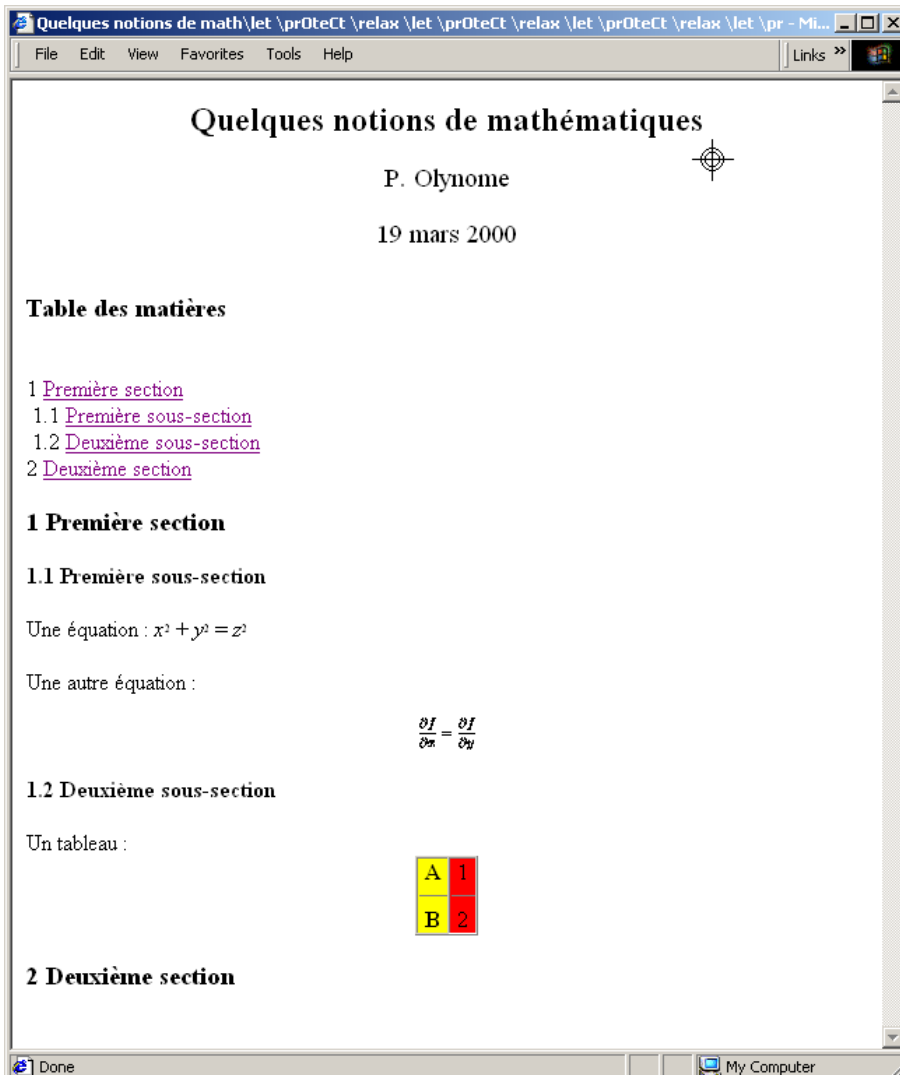 Quelques notions de math\let \prOteCt \relax \let \prOteCt \relax \let \prOteCt \relax \let \pr - Mi...
File Edit View Favorites Tools Help Links »
Quelques notions de mathématiques
P. Olynome
19 mars 2000
Table des matières
1 Première section
1.1 Première sous-section
1.2 Deuxième sous-section
2 Deuxième section
1 Première section
1.1 Première sous-section
Une équation : x² + y² = z²
Une autre équation :
∂f/∂x = ∂f/∂y
1.2 Deuxième sous-section
Un tableau :
A 1
B 2
2 Deuxième section
Done My Computer